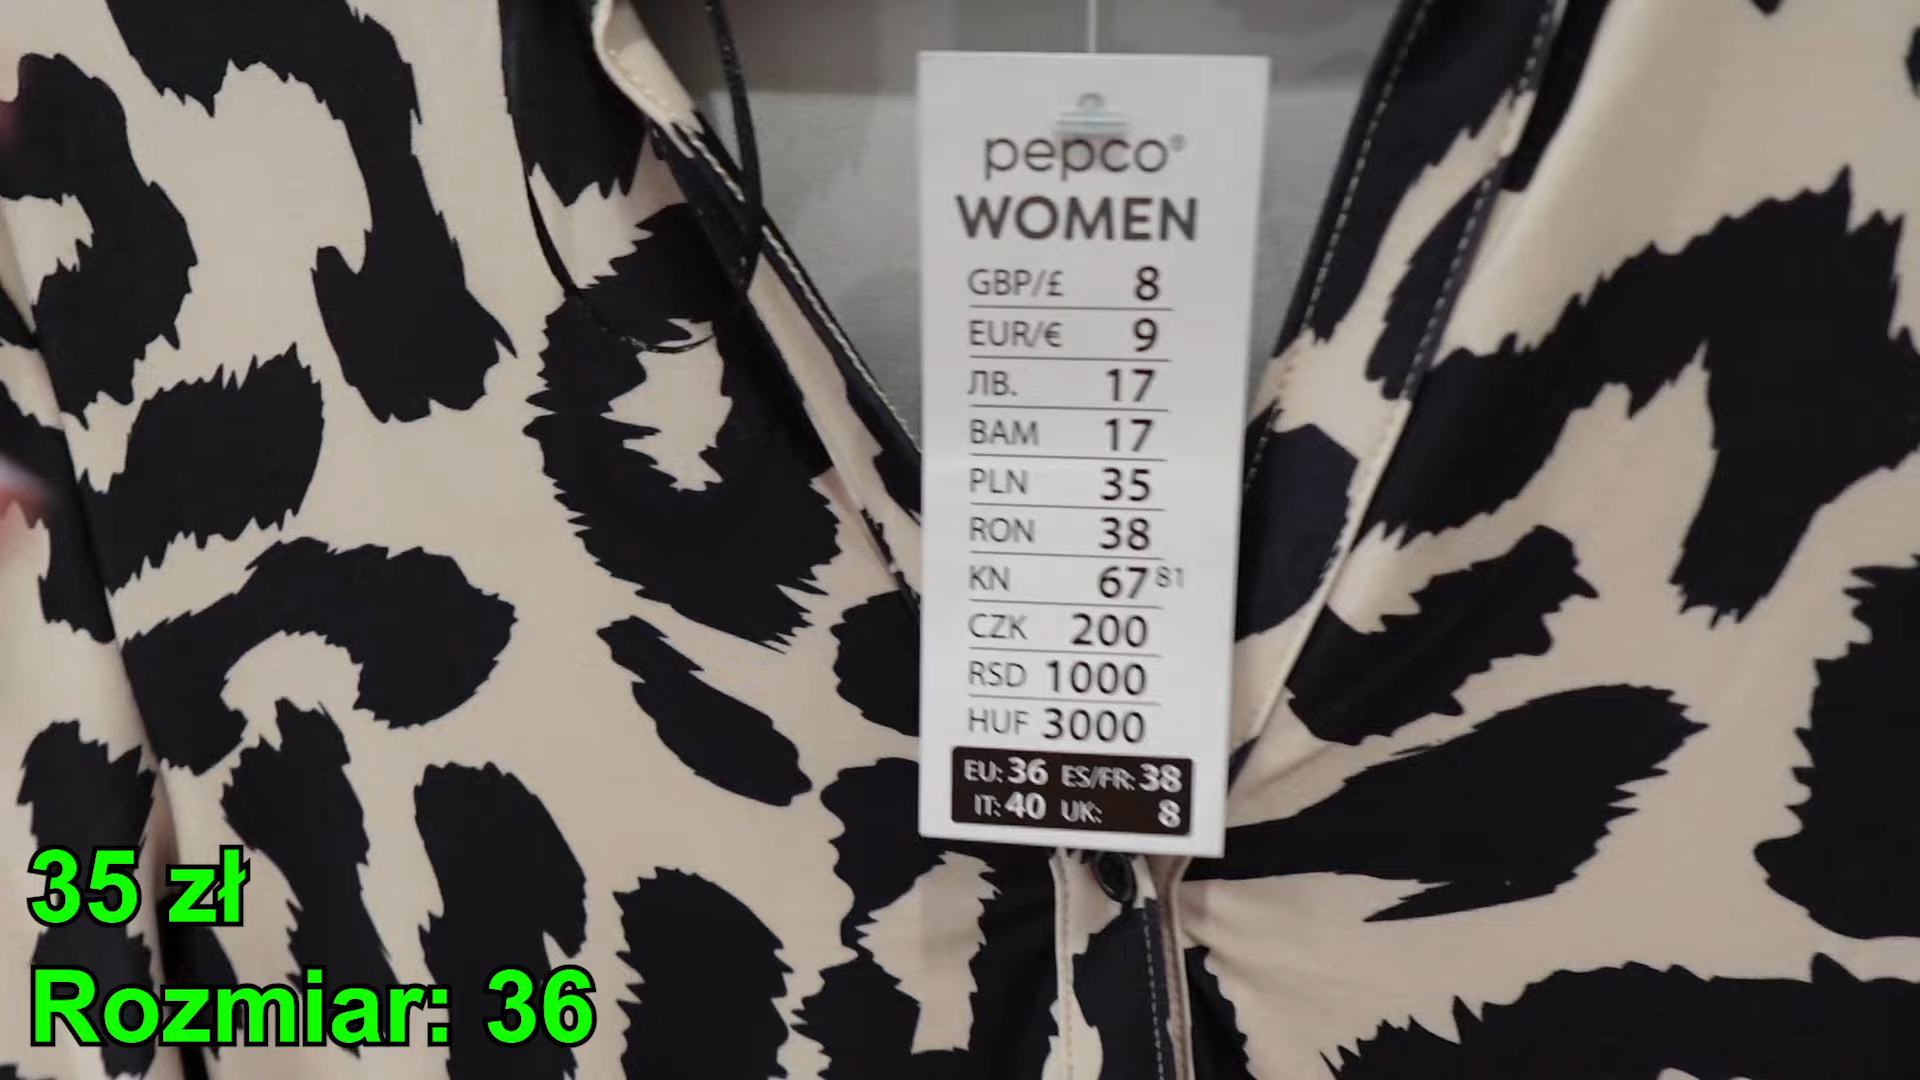 pepco®
WOMEN
GBP/£ 8
EUR/€ 9
ЛВ. 17
BAM 17
PLN 35
RON 38
KN 67 81
CZK 200
RSD 1000
HUF 3000
EU: 36 ES/FR: 38
IT: 40 UK: 8
35 zł
Rozmiar: 36